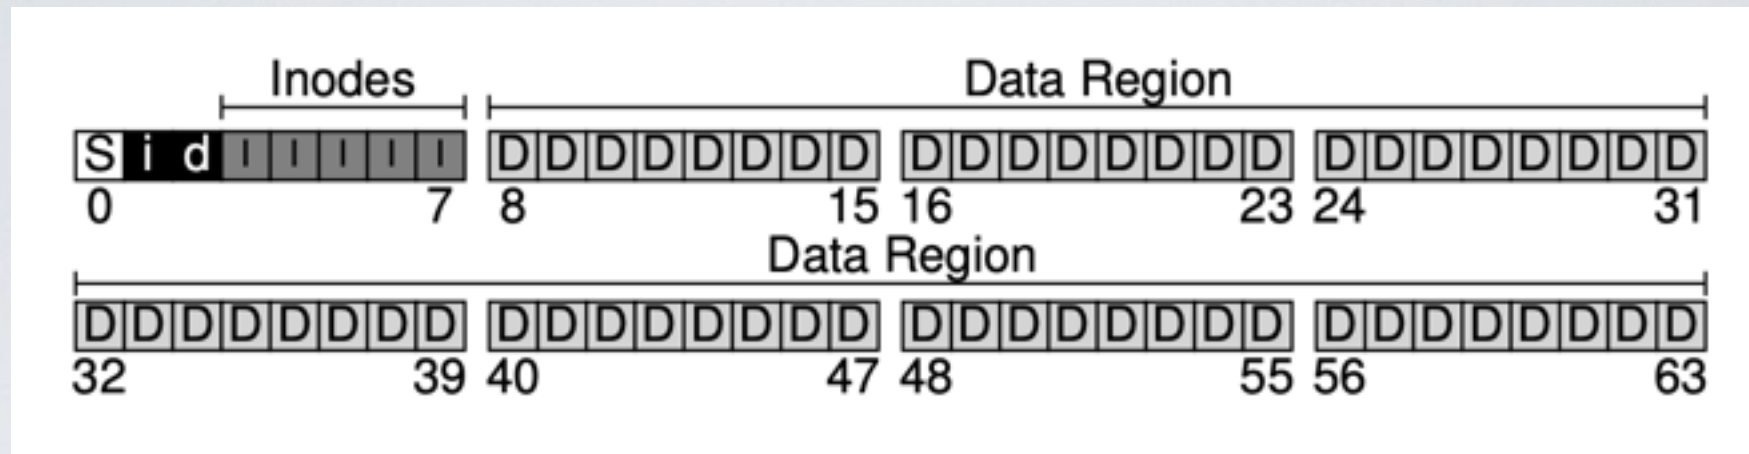 Inodes Data Region
S i d I I I I I D D D D D D D D D D D D D D D D D D D D D D D D
0 7 8 15 16 23 24 31
Data Region
D D D D D D D D D D D D D D D D D D D D D D D D D D D D D D D D
32 39 40 47 48 55 56 63